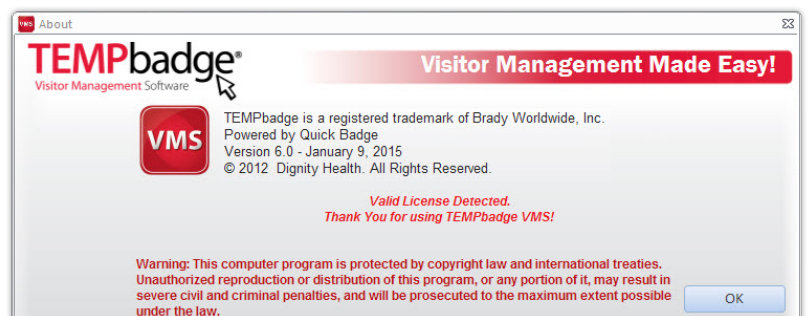 VMS About
TEMPbadge®
Visitor Management Software
Visitor Management Made Easy!
VMS
TEMPbadge is a registered trademark of Brady Worldwide, Inc.
Powered by Quick Badge
Version 6.0 - January 9, 2015
© 2012 Dignity Health. All Rights Reserved.
Valid License Detected.
Thank You for using TEMPbadge VMS!
Warning: This computer program is protected by copyright law and international treaties.
Unauthorized reproduction or distribution of this program, or any portion of it, may result in
severe civil and criminal penalties, and will be prosecuted to the maximum extent possible
under the law.
OK